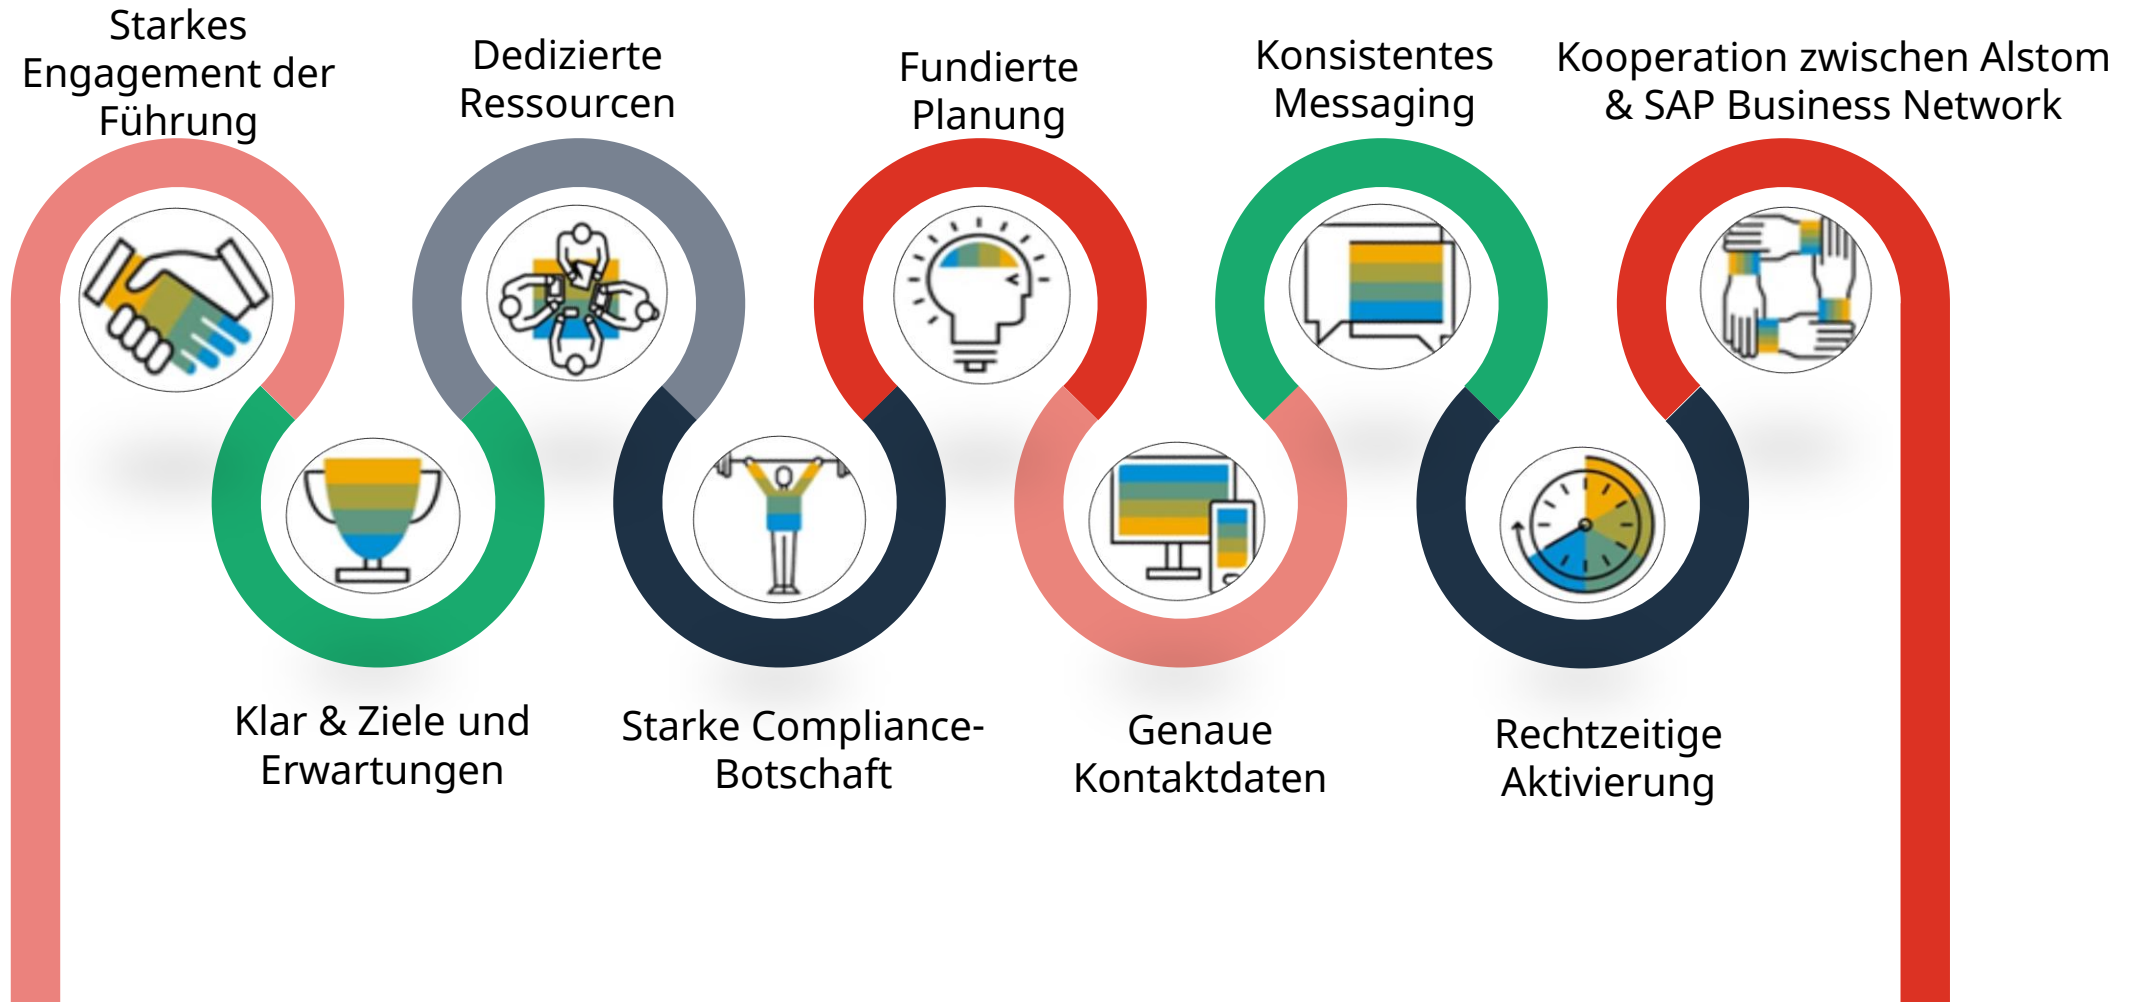 Starkes
Engagement der
Führung
Dedizierte
Ressourcen
Fundierte
Planung
Konsistentes
Messaging
Kooperation zwischen Alstom
& SAP Business Network
Klar & Ziele und
Erwartungen
Starke Compliance-
Botschaft
Genaue
Kontaktdaten
Rechtzeitige
Aktivierung